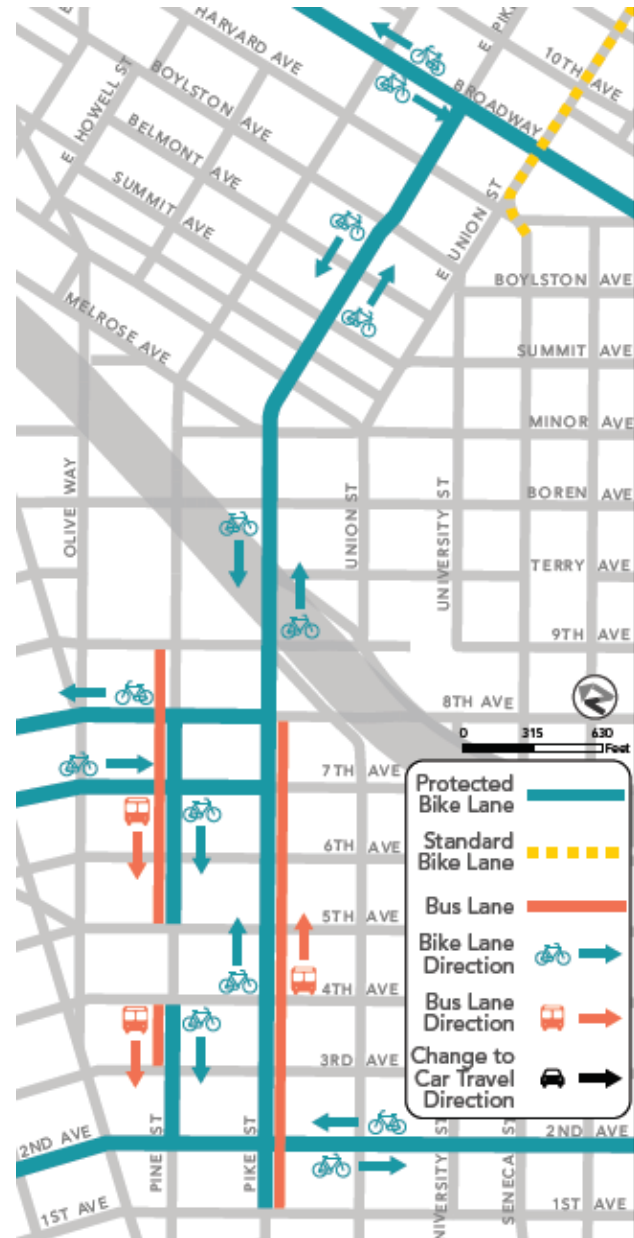 HARVARD AVE
E PIK
10TH AVE
BROADWAY
E HOWELL ST
BOYLSTON AVE
BELMONT AVE
SUMMIT AVE
E UNION ST
MELROSE AVE
BOYLSTON AVE
SUMMIT AVE
MINOR AVE
OLIVE WAY
UNION ST
UNIVERSITY ST
BOREN AVE
TERRY AVE
9TH AVE
8TH AVE
0 315 630
Feet
7TH AVE
6TH AVE
5TH AVE
4TH AVE
3RD AVE
Protected
Bike Lane
Standard
Bike Lane
Bus Lane
Bike Lane
Direction
Bus Lane
Direction
Change to
Car Travel
Direction
2ND AVE
PINE ST
PIKE ST
NIVERSITY ST
SENECA ST
2ND AVE
1ST AVE
1ST AVE